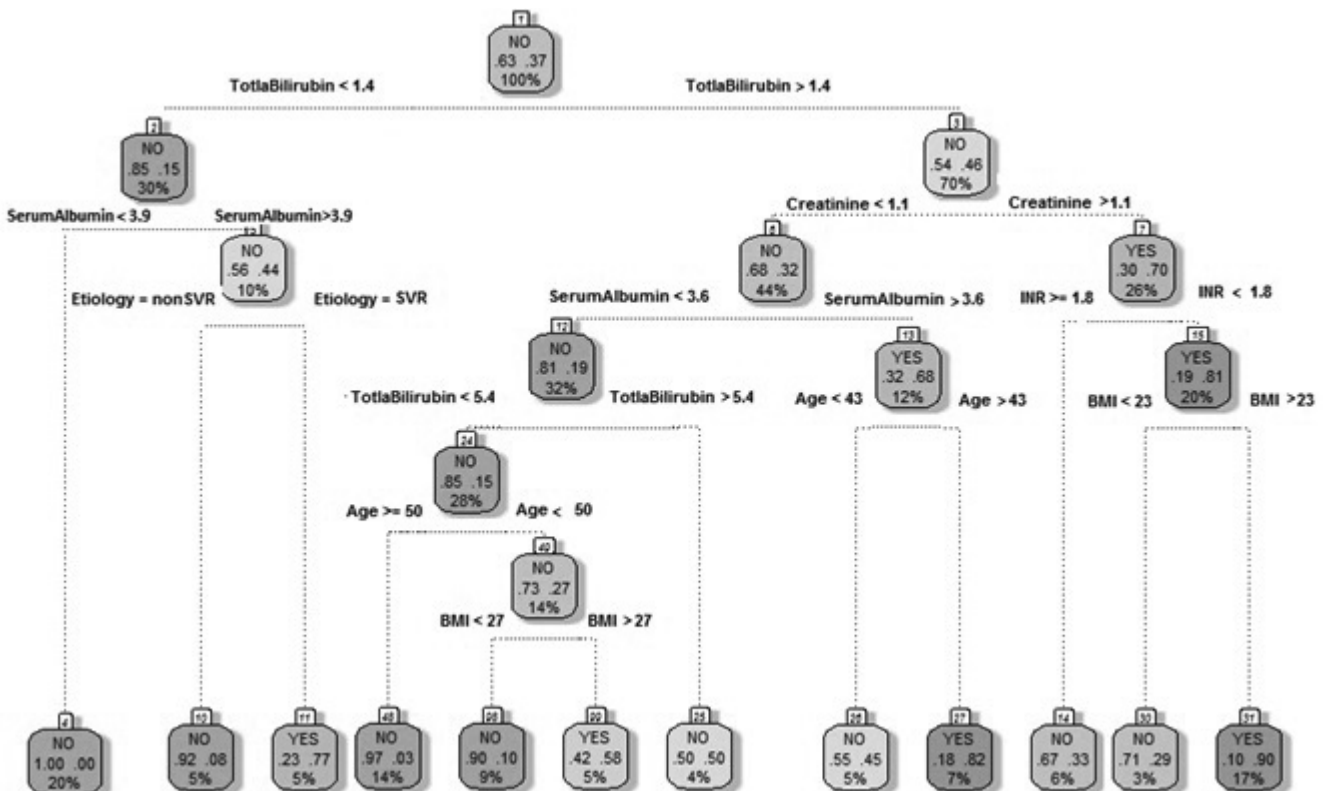 1
NO
.63 .37
100%
TotlaBilirubin < 1.4
TotlaBilirubin > 1.4
2
NO
.85 .15
30%
3
NO
.54 .46
70%
SerumAlbumin < 3.9
SerumAlbumin>3.9
Creatinine < 1.1
Creatinine >1.1
NO
.56 .44
10%
6
NO
.68 .32
44%
7
YES
.30 .70
26%
Etiology = nonSVR
Etiology = SVR
SerumAlbumin < 3.6
SerumAlbumin > 3.6
INR >= 1.8
INR < 1.8
12
NO
.81 .19
32%
13
YES
.32 .68
12%
15
YES
.19 .81
20%
TotlaBilirubin < 5.4
TotlaBilirubin > 5.4
Age < 43
Age >43
BMI < 23
BMI >23
24
NO
.85 .15
28%
Age >= 50
Age < 50
49
NO
.73 .27
14%
BMI < 27
BMI > 27
4
NO
1.00 .00
20%
10
NO
.92 .08
5%
11
YES
.23 .77
5%
48
NO
.97 .03
14%
98
NO
.90 .10
9%
99
YES
.42 .58
5%
25
NO
.50 .50
4%
26
NO
.55 .45
5%
27
YES
.18 .82
7%
14
NO
.67 .33
6%
30
NO
.71 .29
3%
31
YES
.10 .90
17%